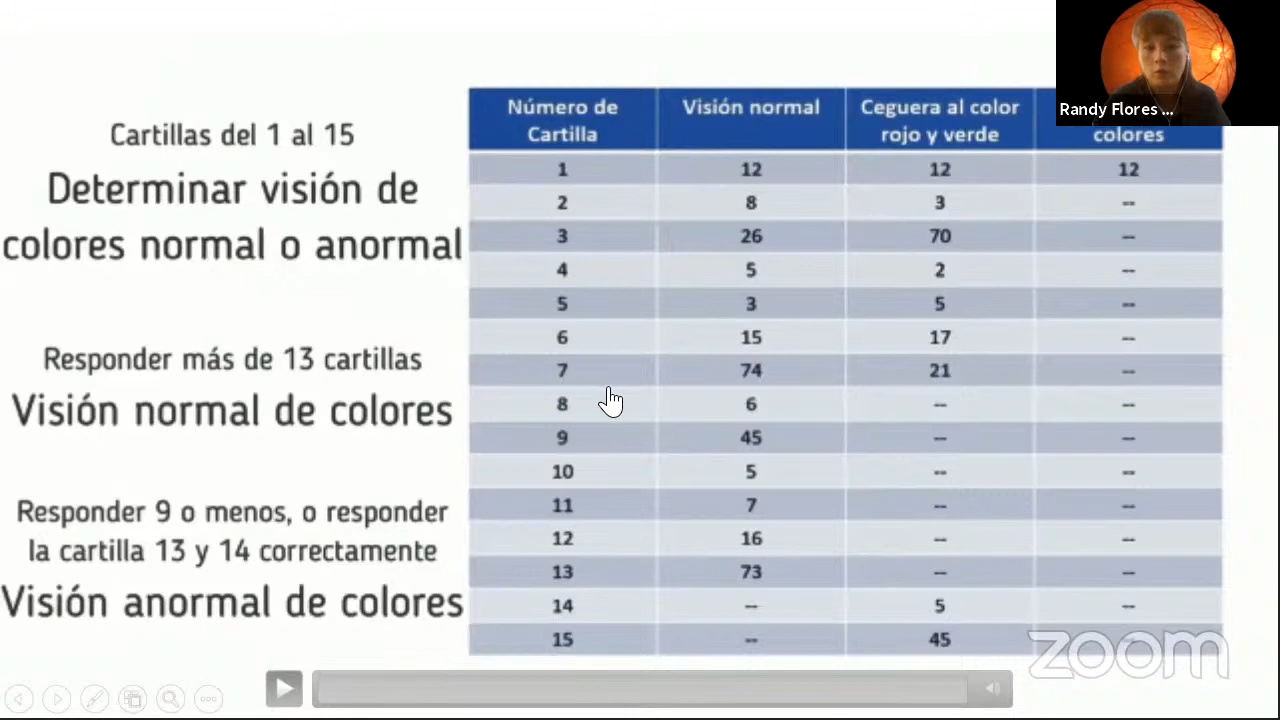 Randy Flores ...
Cartillas del 1 al 15
Determinar visión de
colores normal o anormal
Responder más de 13 cartillas
Visión normal de colores
Responder 9 o menos, o responder
la cartilla 13 y 14 correctamente
Visión anormal de colores
Número de Cartilla Visión normal Ceguera al color rojo y verde colores
1 12 12 12
2 8 3 --
3 26 70 --
4 5 2 --
5 3 5 --
6 15 17 --
7 74 21 --
8 6 -- --
9 45 -- --
10 5 -- --
11 7 -- --
12 16 -- --
13 73 -- --
14 -- 5 --
15 -- 45
zoom